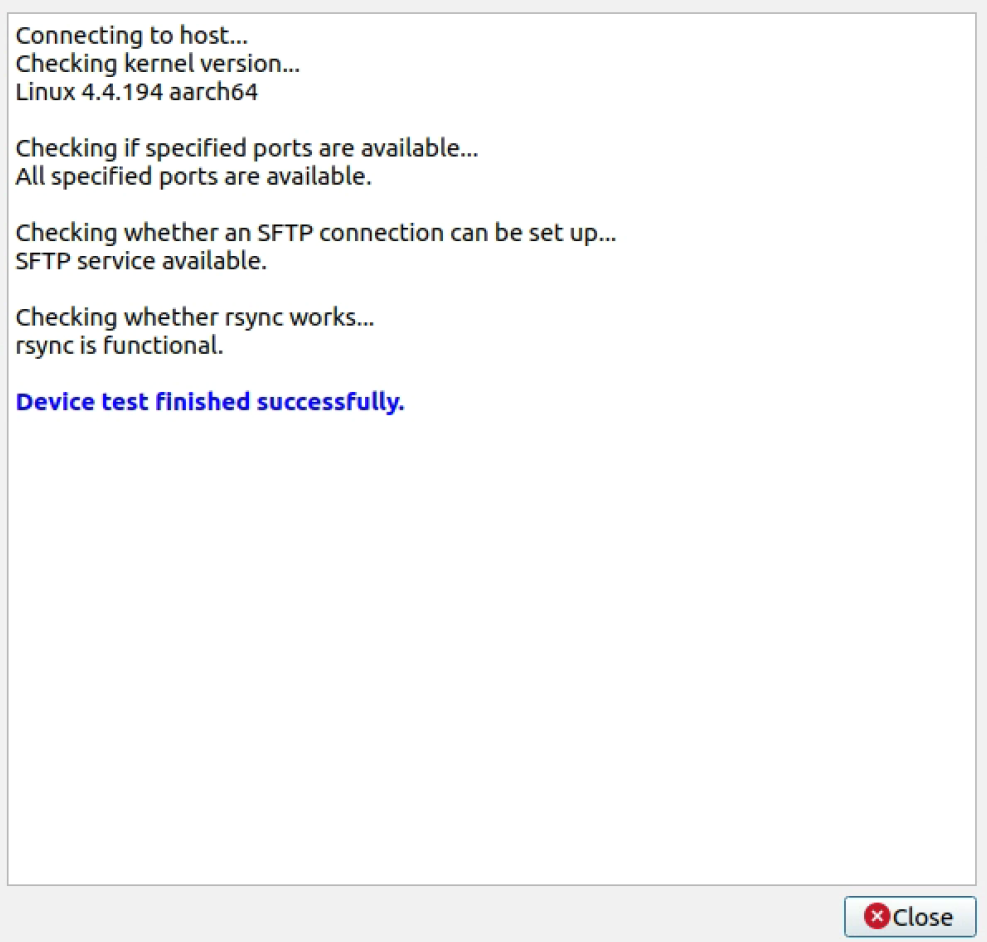 Connecting to host...
Checking kernel version...
Linux 4.4.194 aarch64
Checking if specified ports are available...
All specified ports are available.
Checking whether an SFTP connection can be set up...
SFTP service available.
Checking whether rsync works...
rsync is functional.
Device test finished successfully.
Close